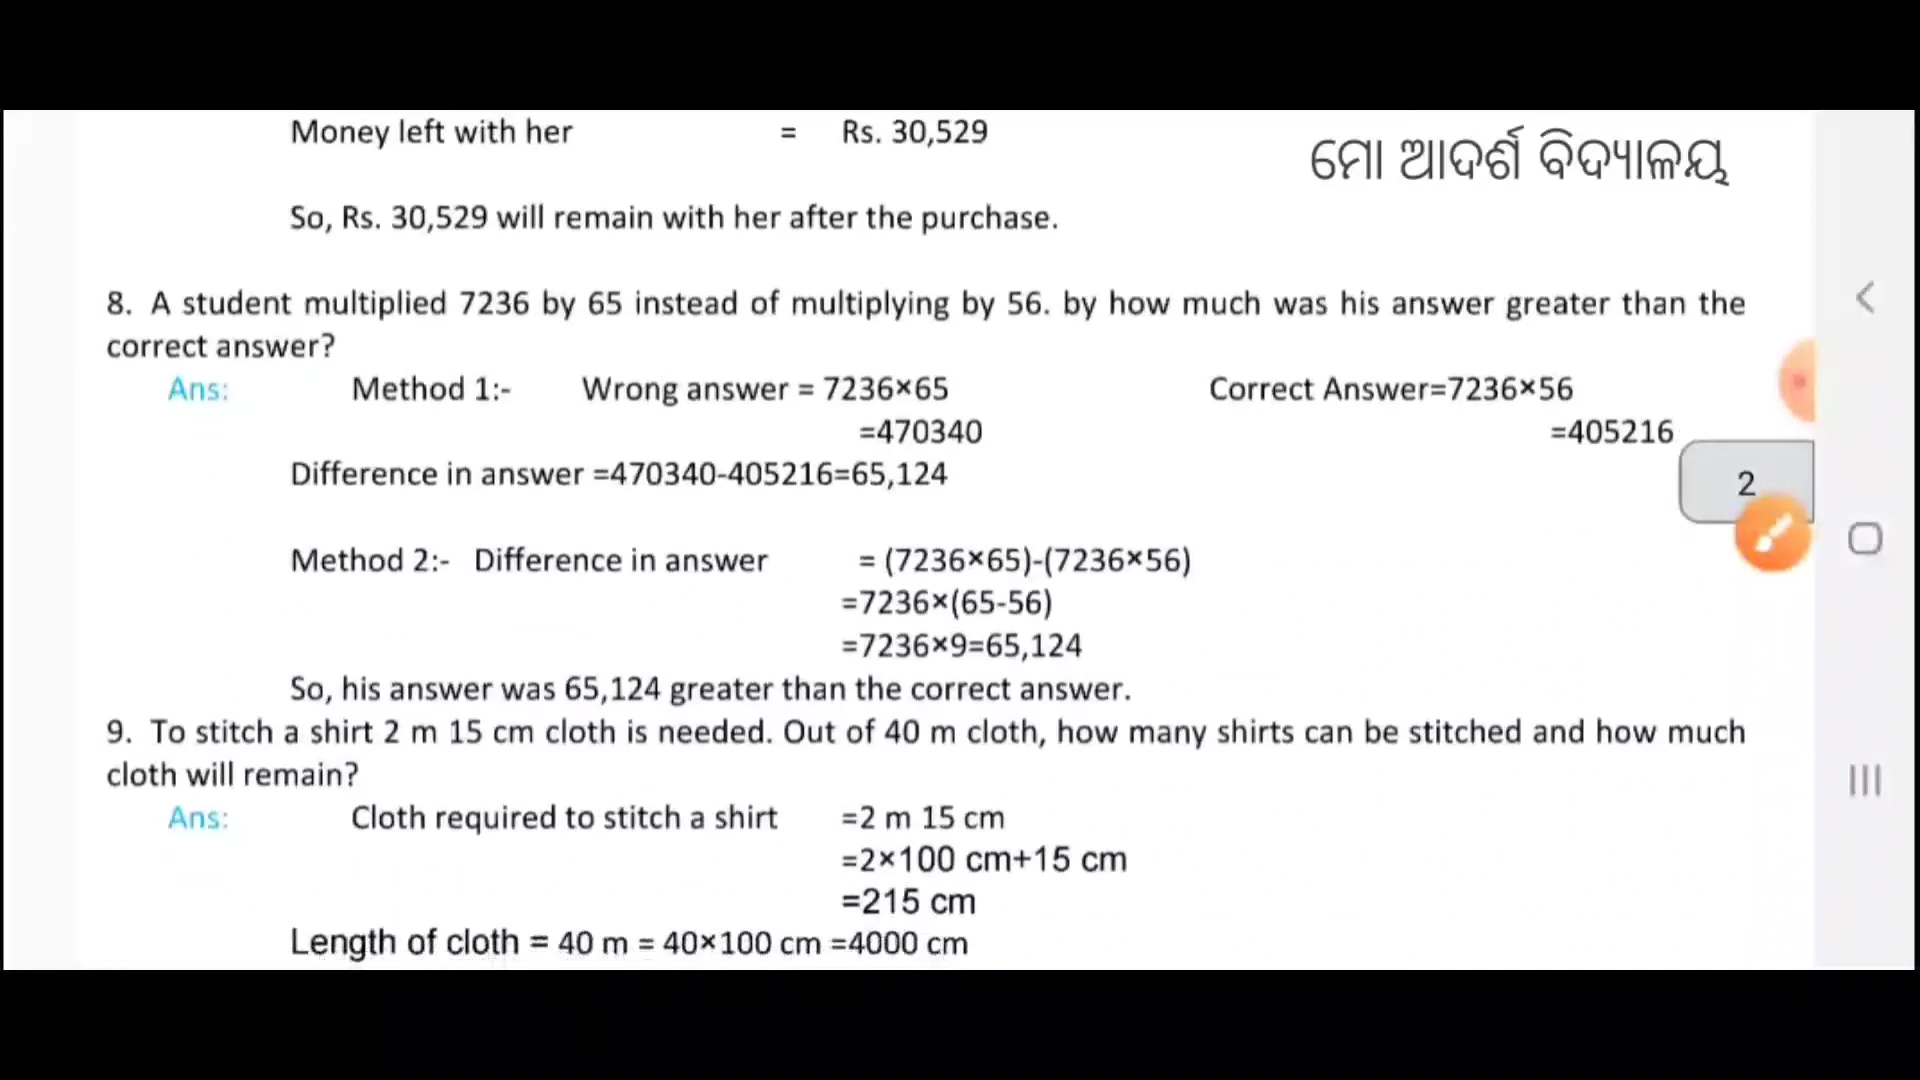 Money left with her = Rs. 30,529
ମୋ ଆଦର୍ଶ ବିଦ୍ୟାଳୟ
So, Rs. 30,529 will remain with her after the purchase.
8. A student multiplied 7236 by 65 instead of multiplying by 56. by how much was his answer greater than the
correct answer?
Ans: Method 1:- Wrong answer = 7236×65 Correct Answer=7236×56
=470340 =405216
Difference in answer =470340-405216=65,124
2
Method 2:- Difference in answer = (7236×65)-(7236×56)
=7236×(65-56)
=7236×9=65,124
So, his answer was 65,124 greater than the correct answer.
9. To stitch a shirt 2 m 15 cm cloth is needed. Out of 40 m cloth, how many shirts can be stitched and how much
cloth will remain?
Ans: Cloth required to stitch a shirt =2 m 15 cm
=2×100 cm+15 cm
=215 cm
Length of cloth = 40 m = 40×100 cm =4000 cm